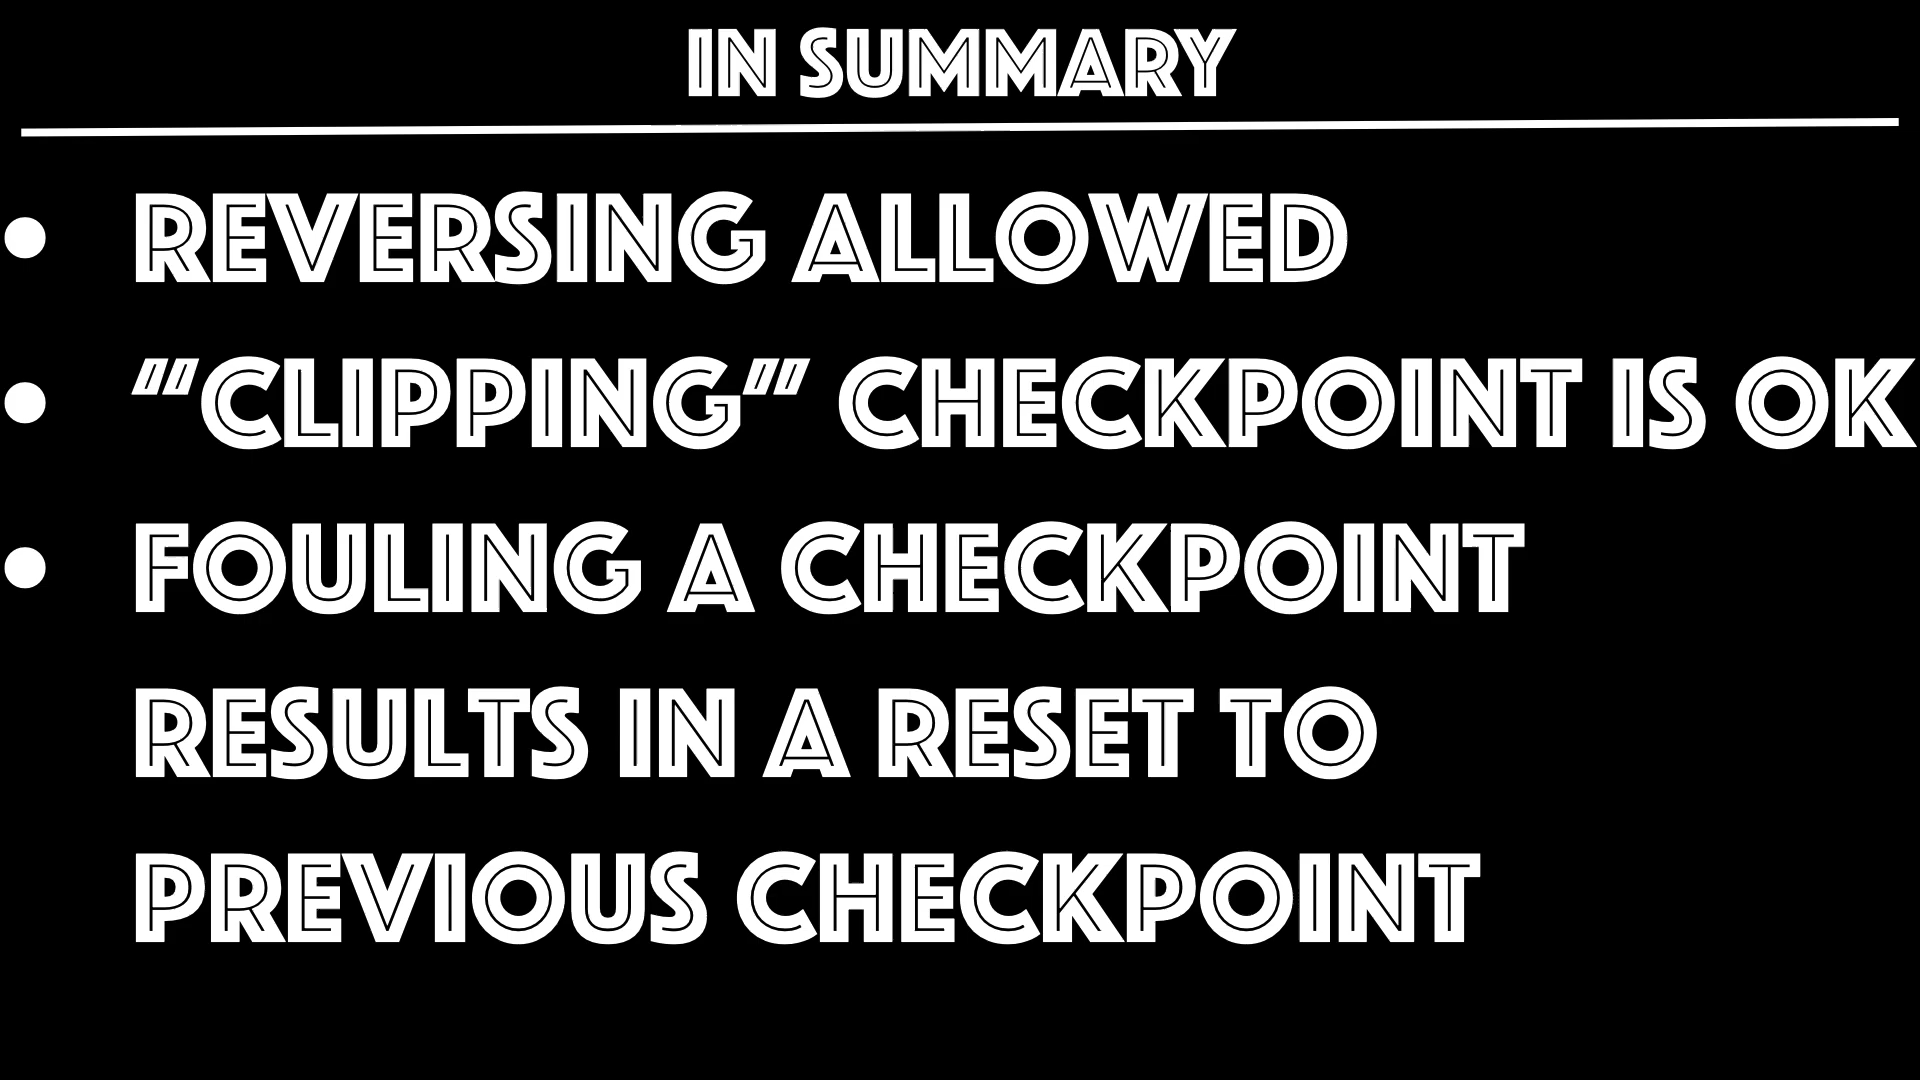 IN SUMMARY
• REVERSING ALLOWED
• "CLIPPING" CHECKPOINT IS OK
• FOULING A CHECKPOINT
RESULTS IN A RESET TO
PREVIOUS CHECKPOINT